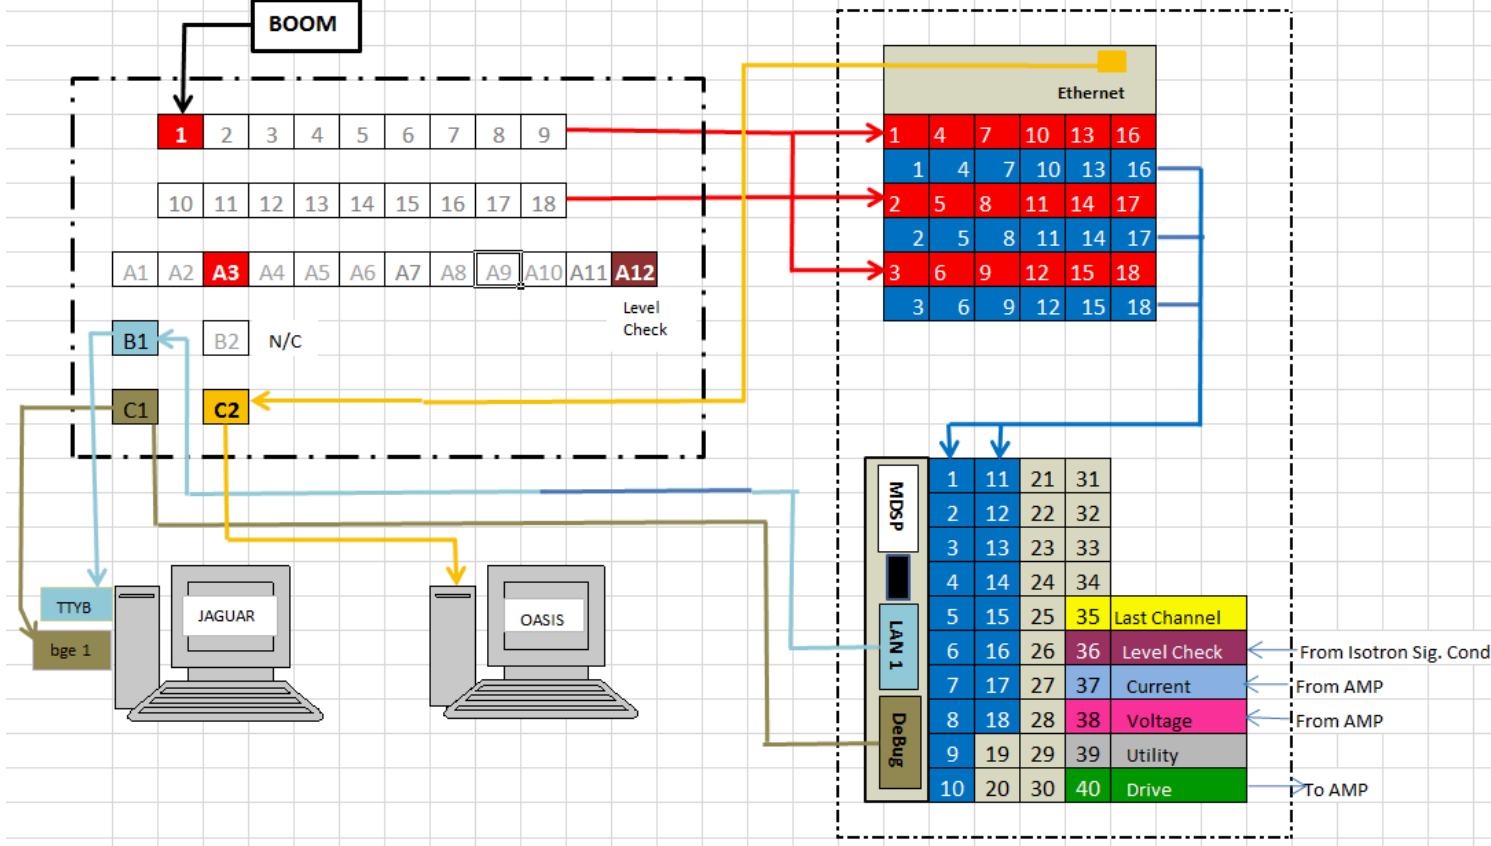 BOOM
Ethernet
1 2 3 4 5 6 7 8 9
1 4 7 10 13 16
1 4 7 10 13 16
10 11 12 13 14 15 16 17 18
2 5 8 11 14 17
2 5 8 11 14 17
A1 A2 A3 A4 A5 A6 A7 A8 A9 A10 A11 A12
3 6 9 12 15 18
3 6 9 12 15 18
Level
Check
B1 B2 N/C
C1 C2
MDSP
LAN 1
DeBug
1 11 21 31
2 12 22 32
3 13 23 33
4 14 24 34
5 15 25 35 Last Channel
6 16 26 36 Level Check From Isotron Sig. Cond
7 17 27 37 Current From AMP
8 18 28 38 Voltage From AMP
9 19 29 39 Utility
10 20 30 40 Drive To AMP
TTYB
bge 1
JAGUAR
OASIS